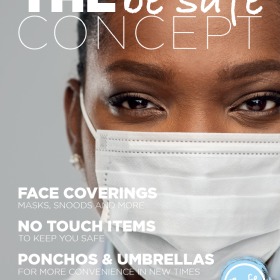 THE be safe
CONCEPT
FACE COVERINGS
MASKS, SNOODS AND MORE
NO TOUCH ITEMS
TO KEEP YOU SAFE
PONCHOS & UMBRELLAS
FOR MORE CONVENIENCE IN NEW TIMES